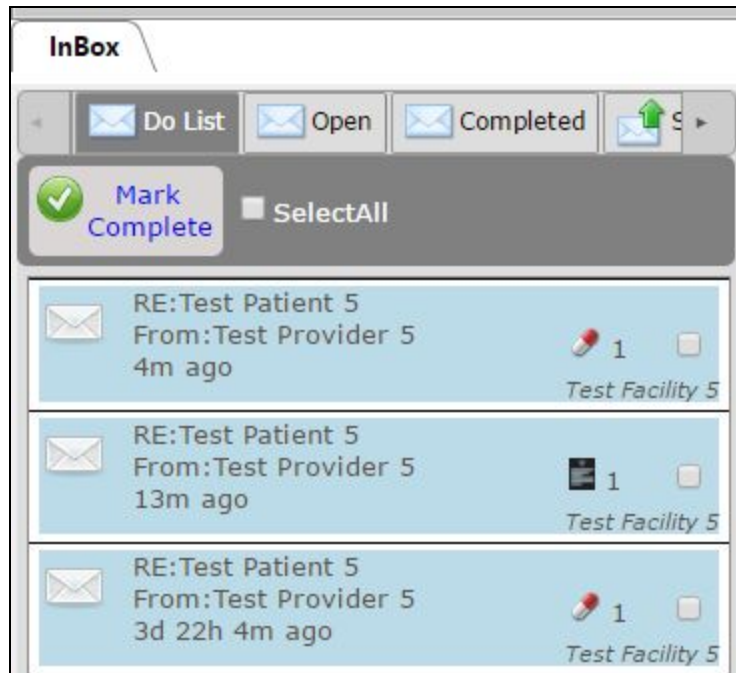 InBox
Do List
Open
Completed
S
Mark
Complete
SelectAll
RE:Test Patient 5
From:Test Provider 5
4m ago
1
Test Facility 5
RE:Test Patient 5
From:Test Provider 5
13m ago
1
Test Facility 5
RE:Test Patient 5
From:Test Provider 5
3d 22h 4m ago
1
Test Facility 5